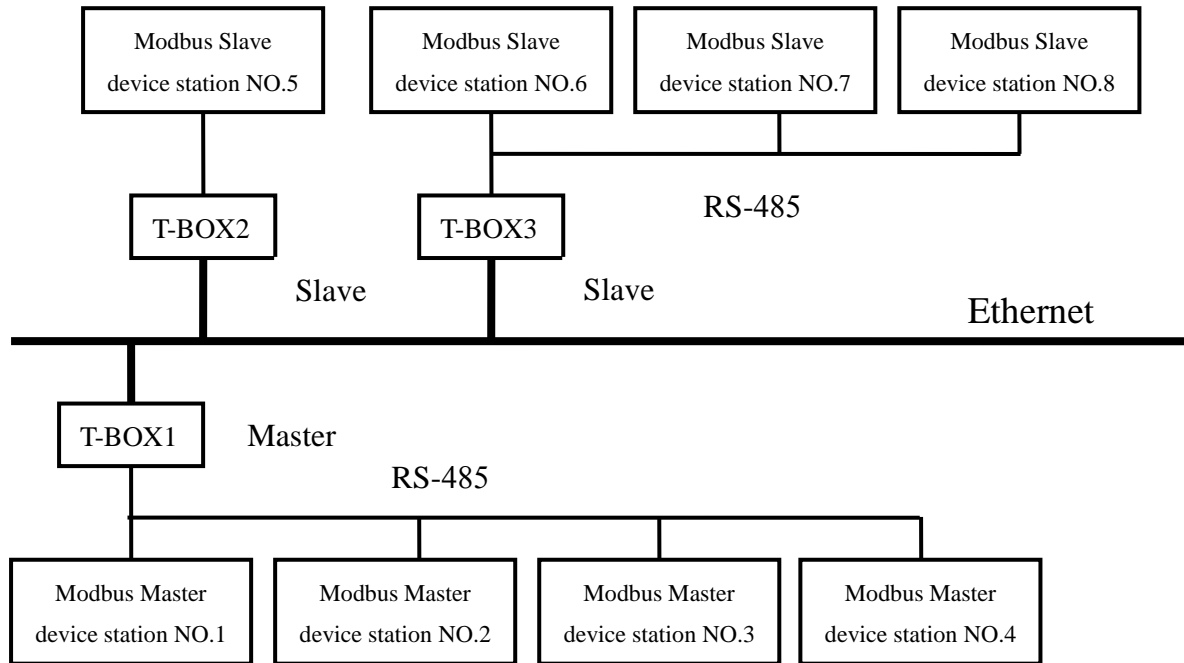 Modbus Slave
device station NO.5
Modbus Slave
device station NO.6
Modbus Slave
device station NO.7
Modbus Slave
device station NO.8
T-BOX2
T-BOX3
RS-485
Slave
Slave
Ethernet
T-BOX1
Master
RS-485
Modbus Master
device station NO.1
Modbus Master
device station NO.2
Modbus Master
device station NO.3
Modbus Master
device station NO.4